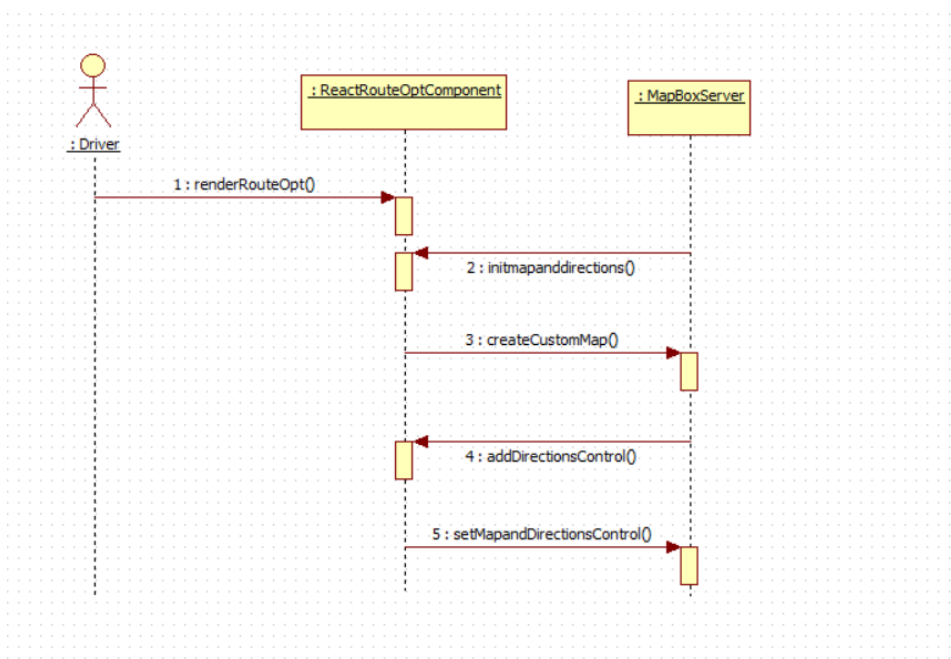 : ReactRouteOptComponent
: MapBoxServer
: Driver
1 : renderRouteOpt()
2 : initmapanddirections()
3 : createCustomMap()
4 : addDirectionsControl()
5 : setMapandDirectionsControl()